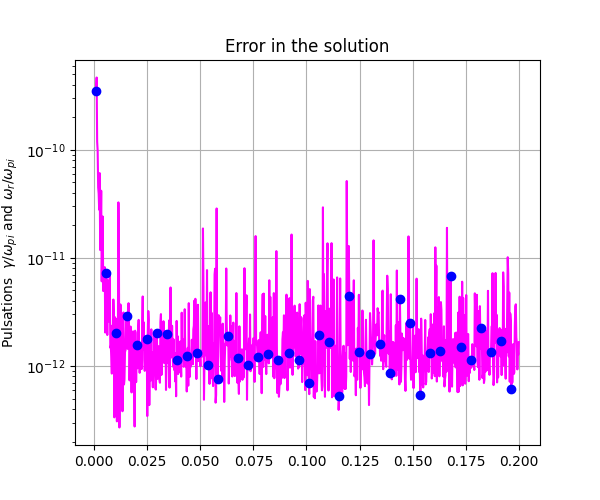 Error in the solution
Pulsations γ/ω_pi and ω_r/ω_pi
10^−10
10^−11
10^−12
0.000 0.025 0.050 0.075 0.100 0.125 0.150 0.175 0.200